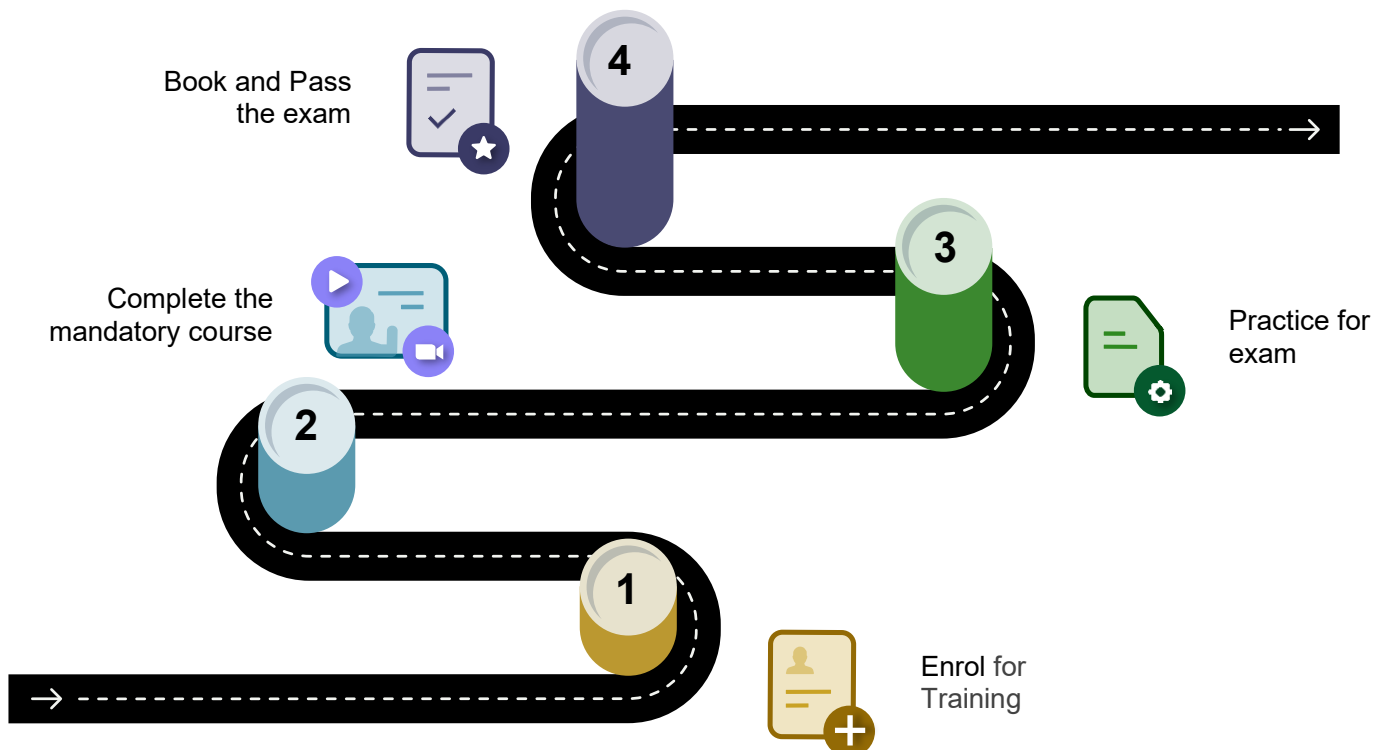 4
Book and Pass
the exam
3
Practice for
exam
Complete the
mandatory course
2
1
Enrol for
Training